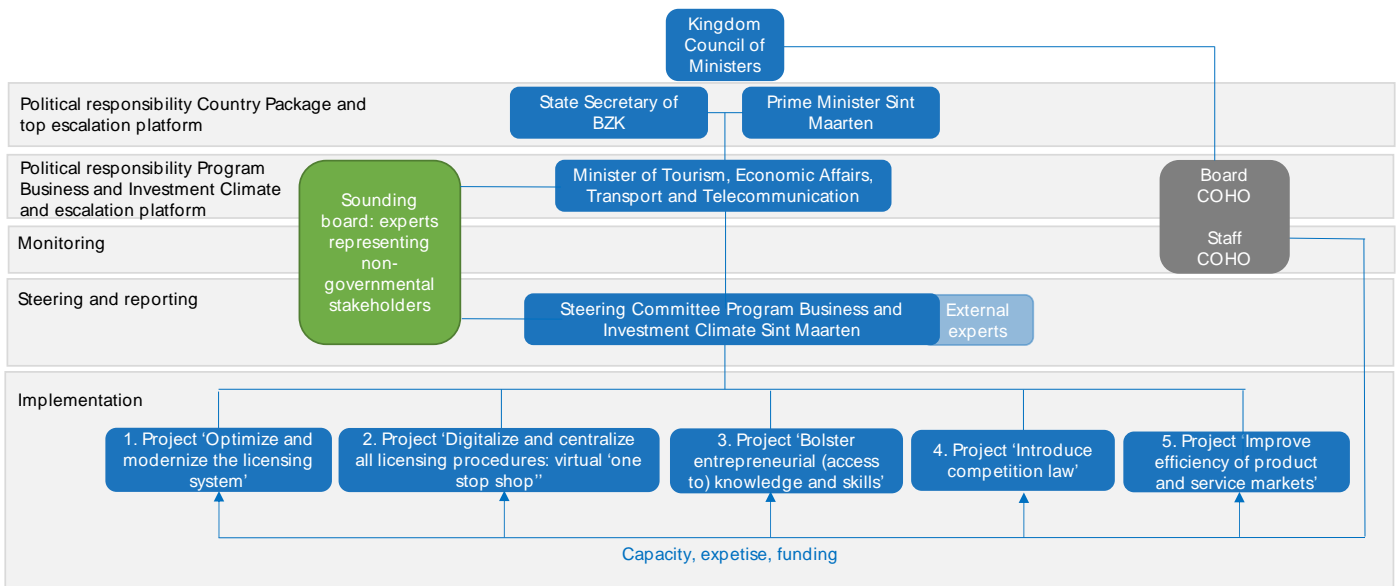 Kingdom
Council of
Ministers
Political responsibility Country Package and
top escalation platform
State Secretary of
BZK
Prime Minister Sint
Maarten
Political responsibility Program
Business and Investment Climate
and escalation platform
Sounding
board: experts
representing
non-
governmental
stakeholders
Minister of Tourism, Economic Affairs,
Transport and Telecommunication
Board
COHO
Staff
COHO
Monitoring
Steering and reporting
Steering Committee Program Business and
Investment Climate Sint Maarten
External
experts
Implementation
1. Project ‘Optimize and
modernize the licensing
system’
2. Project ‘Digitalize and centralize
all licensing procedures: virtual ‘one
stop shop’’
3. Project ‘Bolster
entrepreneurial (access
to) knowledge and skills’
4. Project ‘Introduce
competition law’
5. Project ‘Improve
efficiency of product
and service markets’
Capacity, expetise, funding